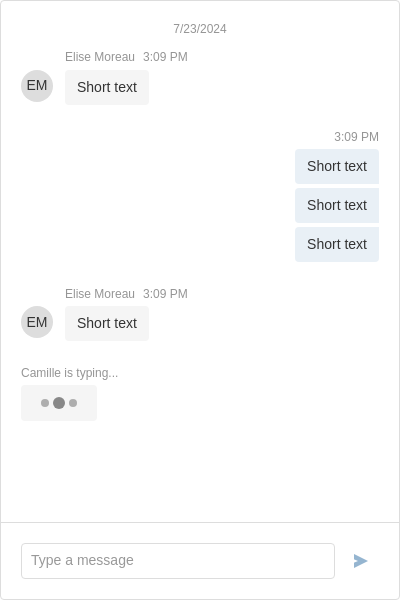 7/23/2024
Elise Moreau 3:09 PM
EM
Short text
3:09 PM
Short text
Short text
Short text
Elise Moreau 3:09 PM
EM
Short text
Camille is typing...
Type a message